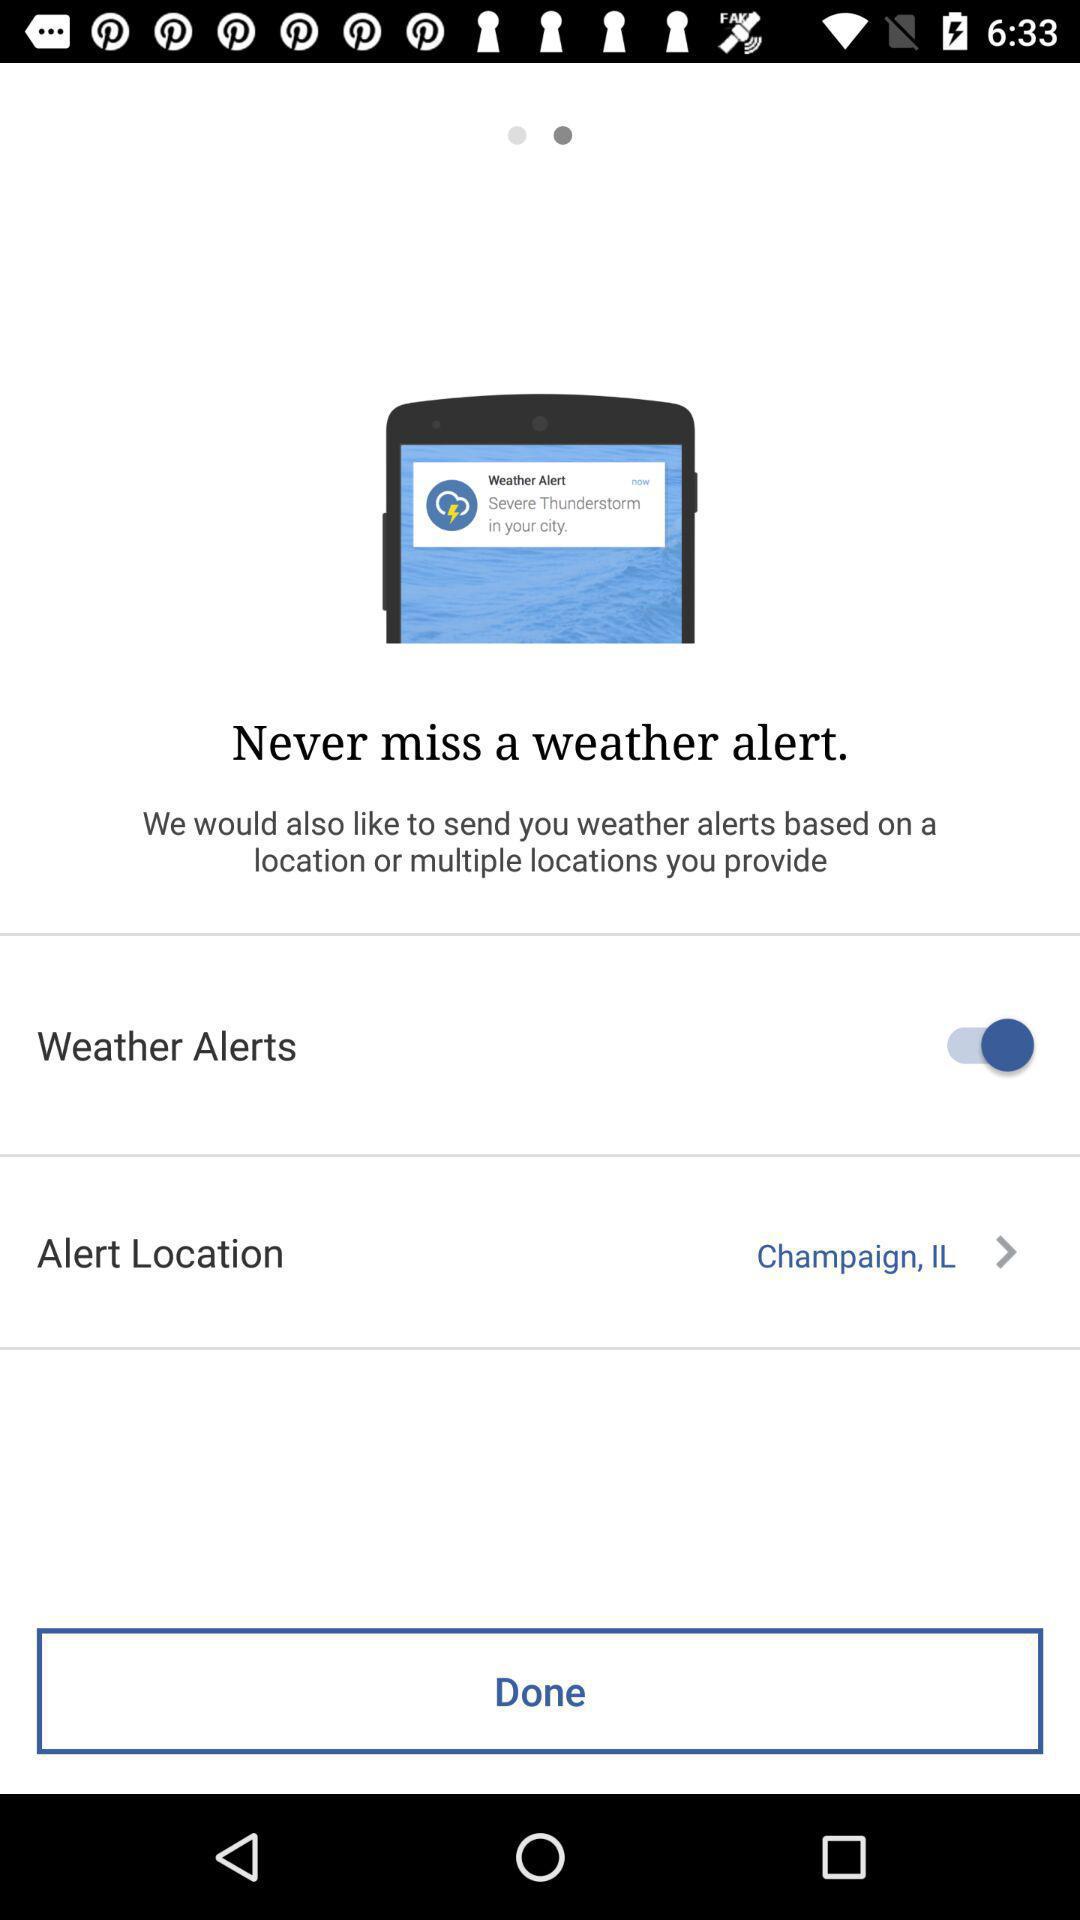 FAKE
6:33
Weather Alert now
Severe Thunderstorm
in your city.
Never miss a weather alert.
We would also like to send you weather alerts based on a
location or multiple locations you provide
Weather Alerts
Alert Location Champaign, IL
Done